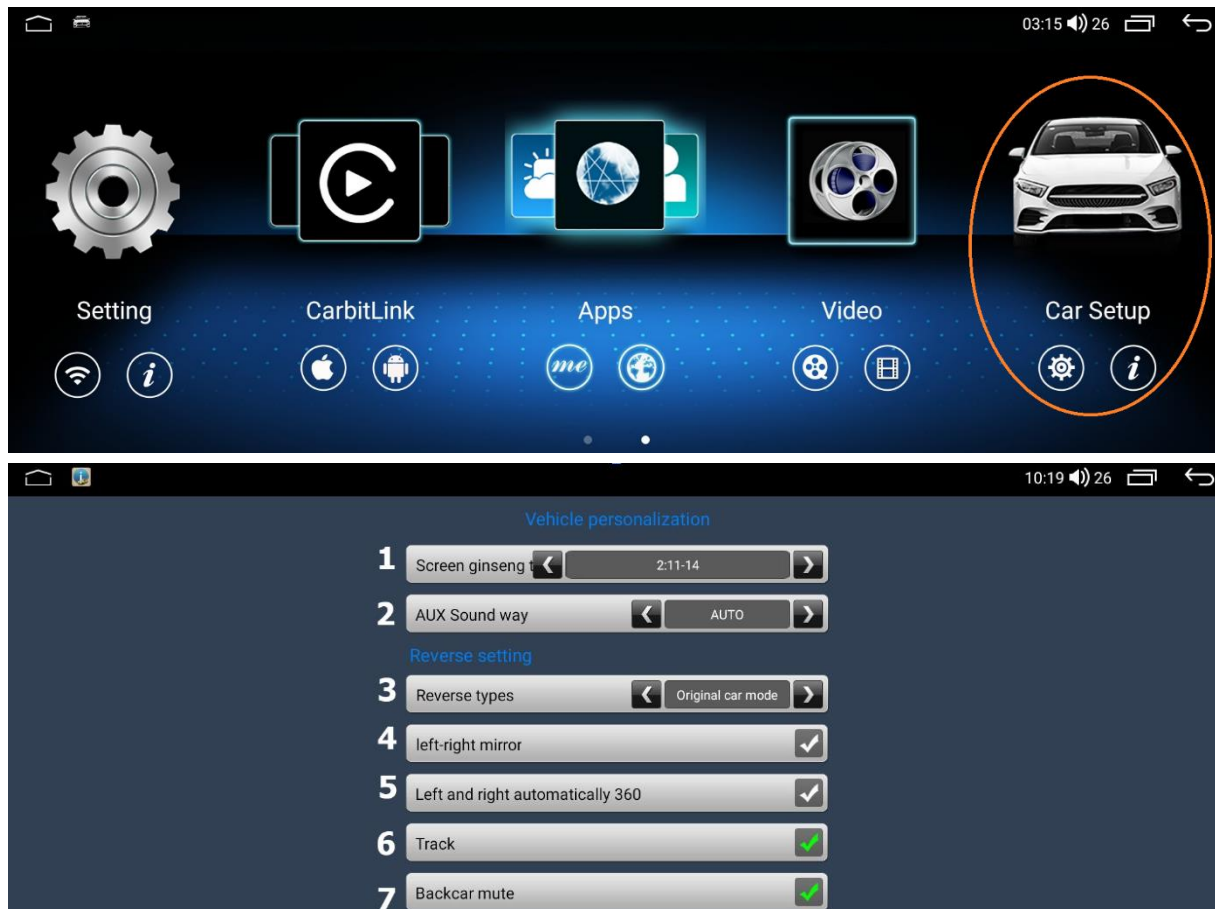 03:15 26
Setting CarbitLink Apps Video Car Setup
i me i
10:19 26
Vehicle personalization
1 Screen ginseng t 2:11-14
2 AUX Sound way AUTO
Reverse setting
3 Reverse types Original car mode
4 left-right mirror
5 Left and right automatically 360
6 Track
7 Backcar mute